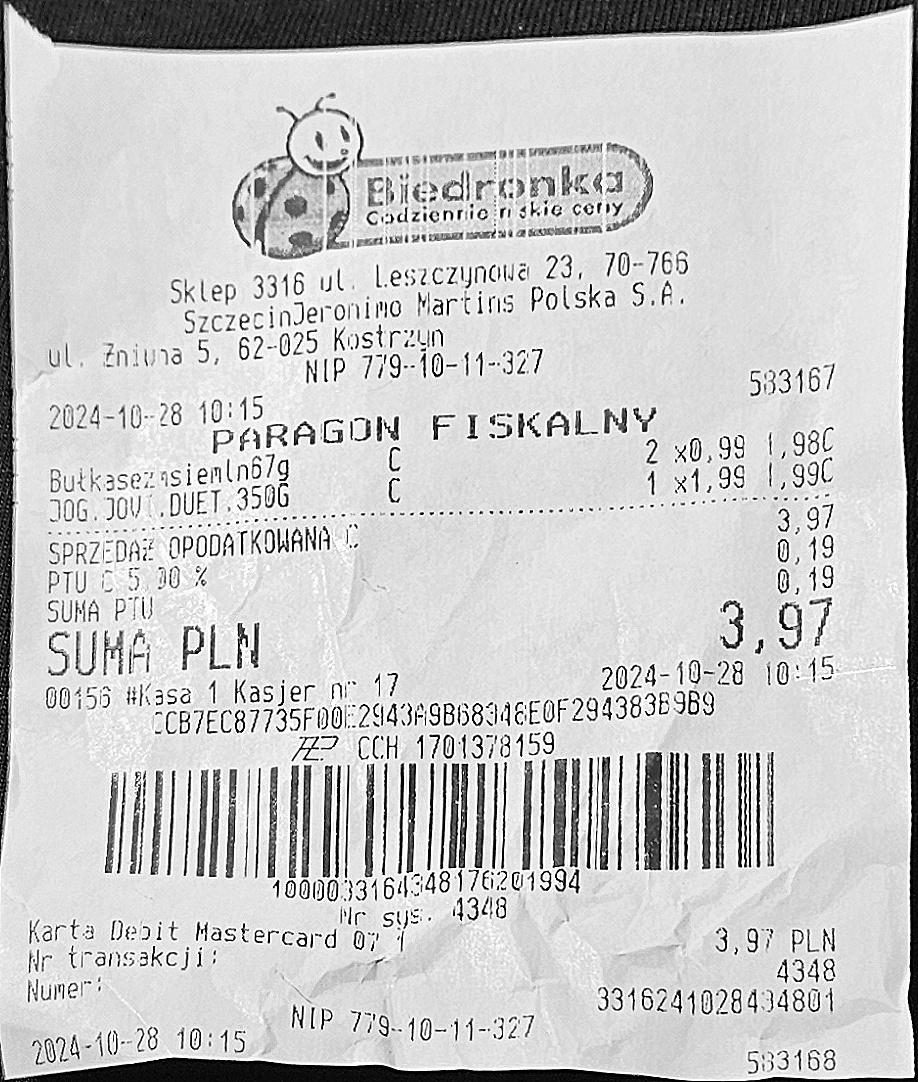 Biedronka
Codziennie niskie ceny
Sklep 3316 ul. Leszczynowa 23, 70-766
SzczecinJeronimo Martins Polska S.A.
ul. Żniwna 5, 62-025 Kostrzyn
NIP 779-10-11-327
2024-10-28 10:15 583167
PARAGON FISKALNY
Bułkasezamsiemln67g C 2 x0,99 1,98C
JOG.JOVI.DUET.350G C 1 x1,99 1,99C
SPRZEDAŻ OPODATKOWANA C 3,97
PTU C 5,00 % 0,19
SUMA PTU 0,19
SUMA PLN 3,97
00156 #Kasa 1 Kasjer nr 17 2024-10-28 10:15
CCB7EC87735F00E2943A9B68348E0F294383B9B9
CCH 1701378159
1000033164348176201994
Nr sys. 4348
Karta Debit Mastercard 07 1 3,97 PLN
Nr transakcji: 4348
Numer: 3316241028434801
NIP 779-10-11-327
2024-10-28 10:15 583168